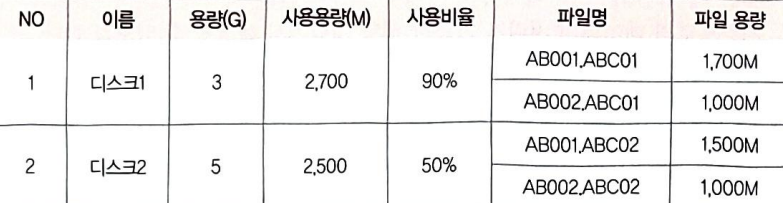 NO 이름 용량(G) 사용용량(M) 사용비율 파일명 파일 용량
1 디스크1 3 2,700 90% AB001.ABC01 1,700M
AB002.ABC01 1,000M
2 디스크2 5 2,500 50% AB001.ABC02 1,500M
AB002.ABC02 1,000M